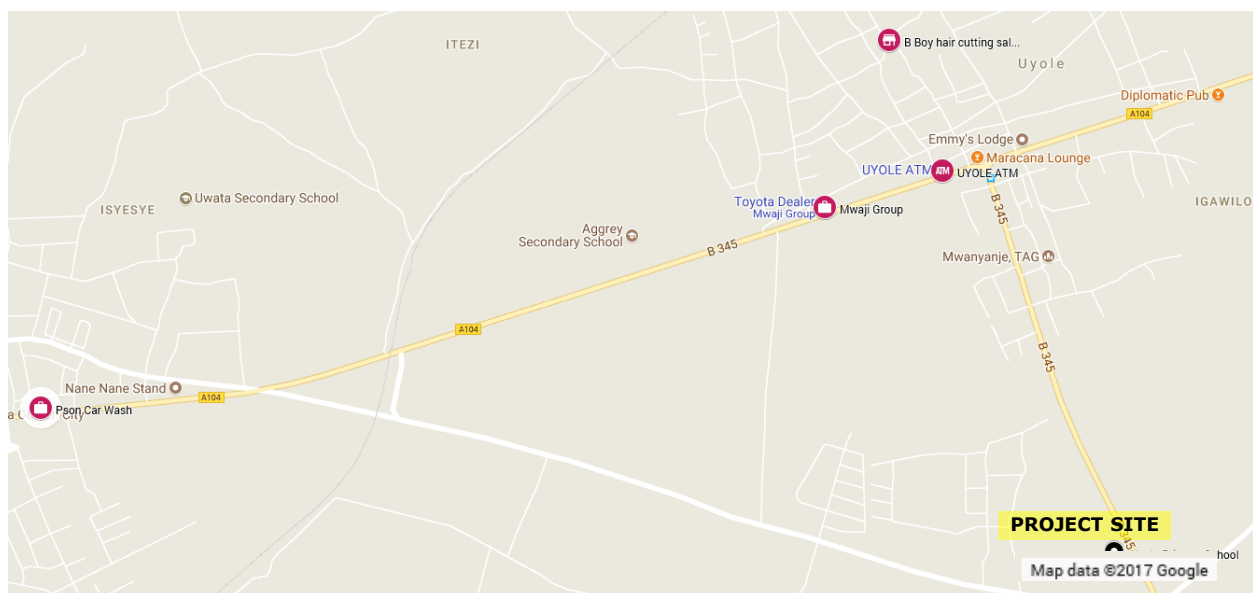 ITEZI
B Boy hair cutting sal...
Uyole
Diplomatic Pub
A104
Emmy's Lodge
Maracana Lounge
UYOLE ATM
ATM
UYOLE ATM
Uwata Secondary School
ISYESYE
Toyota Dealer
Mwaji Group
Mwaji Group
B 345
IGAWILO
Aggrey
Secondary School
B 345
Mwanyanje, TAG
A104
B 345
Nane Nane Stand
A104
Pson Car Wash
City
PROJECT SITE
345
School
Map data ©2017 Google